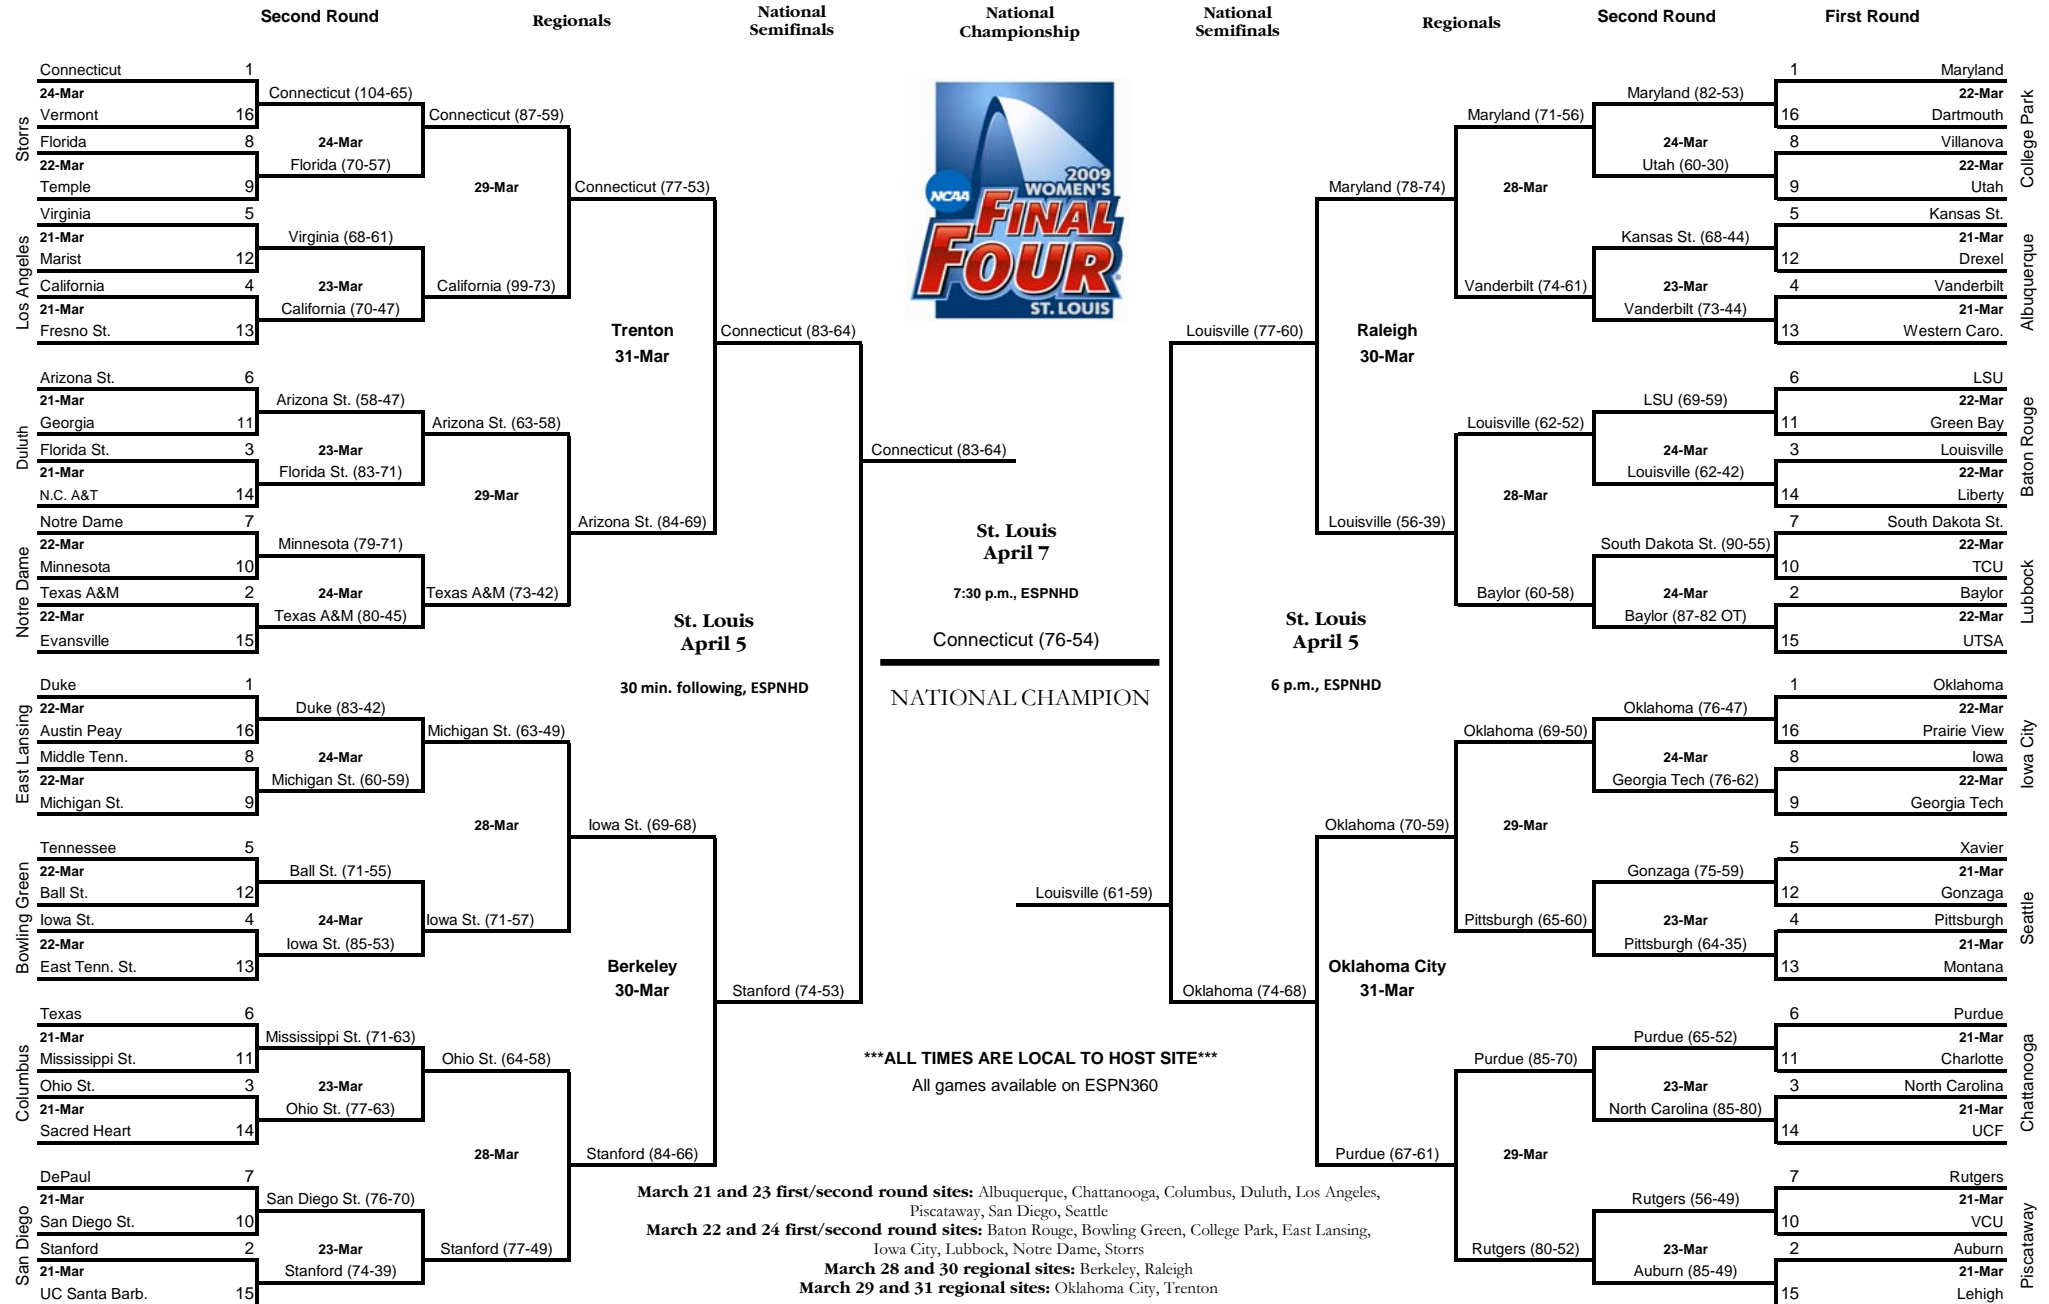 Second Round
Regionals
National
Semifinals
National
Championship
National
Semifinals
Regionals
Second Round
First Round
Storrs
Connecticut 1
24-Mar
Vermont 16
Florida 8
22-Mar
Temple 9
Connecticut (104-65)
24-Mar
Florida (70-57)
Connecticut (87-59)
Los Angeles
Virginia 5
21-Mar
Marist 12
California 4
21-Mar
Fresno St. 13
Virginia (68-61)
23-Mar
California (70-47)
California (99-73)
29-Mar
Connecticut (77-53)
Duluth
Arizona St. 6
21-Mar
Georgia 11
Florida St. 3
21-Mar
N.C. A&T 14
Arizona St. (58-47)
23-Mar
Florida St. (83-71)
Arizona St. (63-58)
Notre Dame
Notre Dame 7
22-Mar
Minnesota 10
Texas A&M 2
22-Mar
Evansville 15
Minnesota (79-71)
24-Mar
Texas A&M (80-45)
Texas A&M (73-42)
29-Mar
Arizona St. (84-69)
Trenton
31-Mar
Connecticut (83-64)
East Lansing
Duke 1
22-Mar
Austin Peay 16
Middle Tenn. 8
22-Mar
Michigan St. 9
Duke (83-42)
24-Mar
Michigan St. (60-59)
Michigan St. (63-49)
Bowling Green
Tennessee 5
22-Mar
Ball St. 12
Iowa St. 4
22-Mar
East Tenn. St. 13
Ball St. (71-55)
24-Mar
Iowa St. (85-53)
Iowa St. (71-57)
28-Mar
Iowa St. (69-68)
Columbus
Texas 6
21-Mar
Mississippi St. 11
Ohio St. 3
21-Mar
Sacred Heart 14
Mississippi St. (71-63)
23-Mar
Ohio St. (77-63)
Ohio St. (64-58)
San Diego
DePaul 7
21-Mar
San Diego St. 10
Stanford 2
21-Mar
UC Santa Barb. 15
San Diego St. (76-70)
23-Mar
Stanford (74-39)
Stanford (77-49)
28-Mar
Stanford (84-66)
Berkeley
30-Mar
Stanford (74-53)
St. Louis
April 5
30 min. following, ESPNHD
Connecticut (83-64)
2009
WOMEN'S
NCAA
FINAL
FOUR
ST. LOUIS
St. Louis
April 7
7:30 p.m., ESPNHD
Connecticut (76-54)
NATIONAL CHAMPION
Louisville (61-59)
St. Louis
April 5
6 p.m., ESPNHD
Louisville (77-60)
Raleigh
30-Mar
Maryland (78-74)
28-Mar
Maryland (71-56)
Maryland (82-53)
24-Mar
Utah (60-30)
1 Maryland
22-Mar
16 Dartmouth
8 Villanova
22-Mar
9 Utah
College Park
Vanderbilt (74-61)
Kansas St. (68-44)
23-Mar
Vanderbilt (73-44)
5 Kansas St.
21-Mar
12 Drexel
4 Vanderbilt
21-Mar
13 Western Caro.
Albuquerque
Louisville (56-39)
28-Mar
Louisville (62-52)
LSU (69-59)
24-Mar
Louisville (62-42)
6 LSU
22-Mar
11 Green Bay
3 Louisville
22-Mar
14 Liberty
Baton Rouge
Baylor (60-58)
South Dakota St. (90-55)
24-Mar
Baylor (87-82 OT)
7 South Dakota St.
22-Mar
10 TCU
2 Baylor
22-Mar
15 UTSA
Lubbock
Oklahoma (74-68)
Oklahoma City
31-Mar
Oklahoma (70-59)
29-Mar
Oklahoma (69-50)
Oklahoma (76-47)
24-Mar
Georgia Tech (76-62)
1 Oklahoma
22-Mar
16 Prairie View
8 Iowa
22-Mar
9 Georgia Tech
Iowa City
Pittsburgh (65-60)
Gonzaga (75-59)
23-Mar
Pittsburgh (64-35)
5 Xavier
21-Mar
12 Gonzaga
4 Pittsburgh
21-Mar
13 Montana
Seattle
Purdue (67-61)
29-Mar
Purdue (85-70)
Purdue (65-52)
23-Mar
North Carolina (85-80)
6 Purdue
21-Mar
11 Charlotte
3 North Carolina
21-Mar
14 UCF
Chattanooga
Rutgers (80-52)
Rutgers (56-49)
23-Mar
Auburn (85-49)
7 Rutgers
21-Mar
10 VCU
2 Auburn
21-Mar
15 Lehigh
Piscataway
***ALL TIMES ARE LOCAL TO HOST SITE***
All games available on ESPN360
March 21 and 23 first/second round sites: Albuquerque, Chattanooga, Columbus, Duluth, Los Angeles,
Piscataway, San Diego, Seattle
March 22 and 24 first/second round sites: Baton Rouge, Bowling Green, College Park, East Lansing,
Iowa City, Lubbock, Notre Dame, Storrs
March 28 and 30 regional sites: Berkeley, Raleigh
March 29 and 31 regional sites: Oklahoma City, Trenton